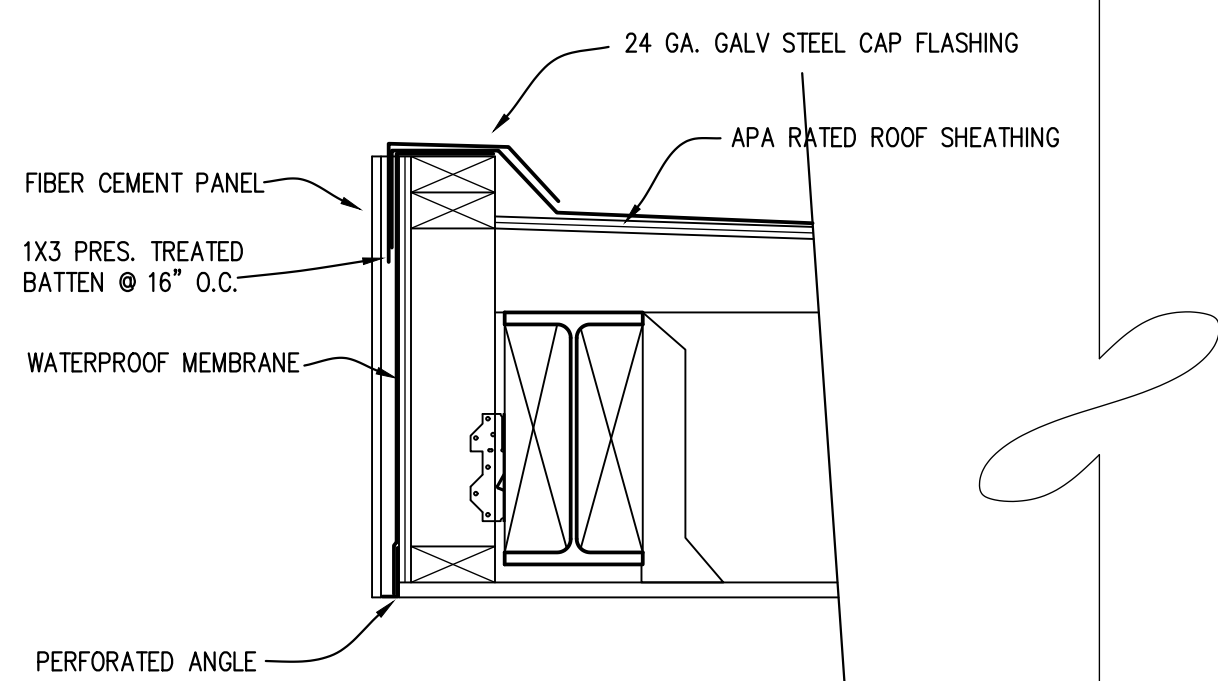 24 GA. GALV STEEL CAP FLASHING
APA RATED ROOF SHEATHING
FIBER CEMENT PANEL
1X3 PRES. TREATED
BATTEN @ 16" O.C.
WATERPROOF MEMBRANE
PERFORATED ANGLE